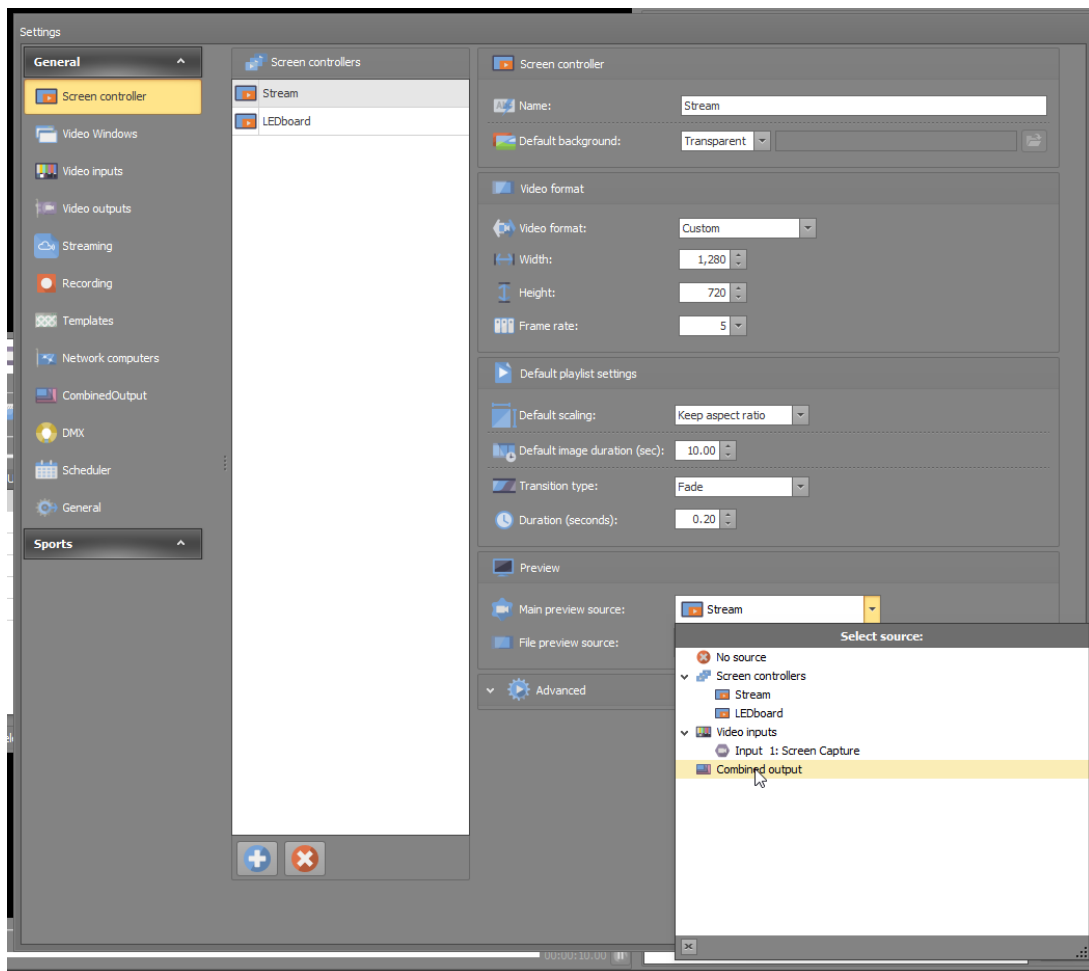 Settings
General
Screen controller
Video Windows
Video inputs
Video outputs
Streaming
Recording
Templates
Network computers
CombinedOutput
DMX
Scheduler
General
Sports
Screen controllers
Stream
LEDboard
Screen controller
Name: Stream
Default background: Transparent
Video format
Video format: Custom
Width: 1,280
Height: 720
Frame rate: 5
Default playlist settings
Default scaling: Keep aspect ratio
Default image duration (sec): 10.00
Transition type: Fade
Duration (seconds): 0.20
Preview
Main preview source: Stream
File preview source:
Advanced
Select source:
No source
Screen controllers
Stream
LEDboard
Video inputs
Input 1: Screen Capture
Combined output
00:00:10.00